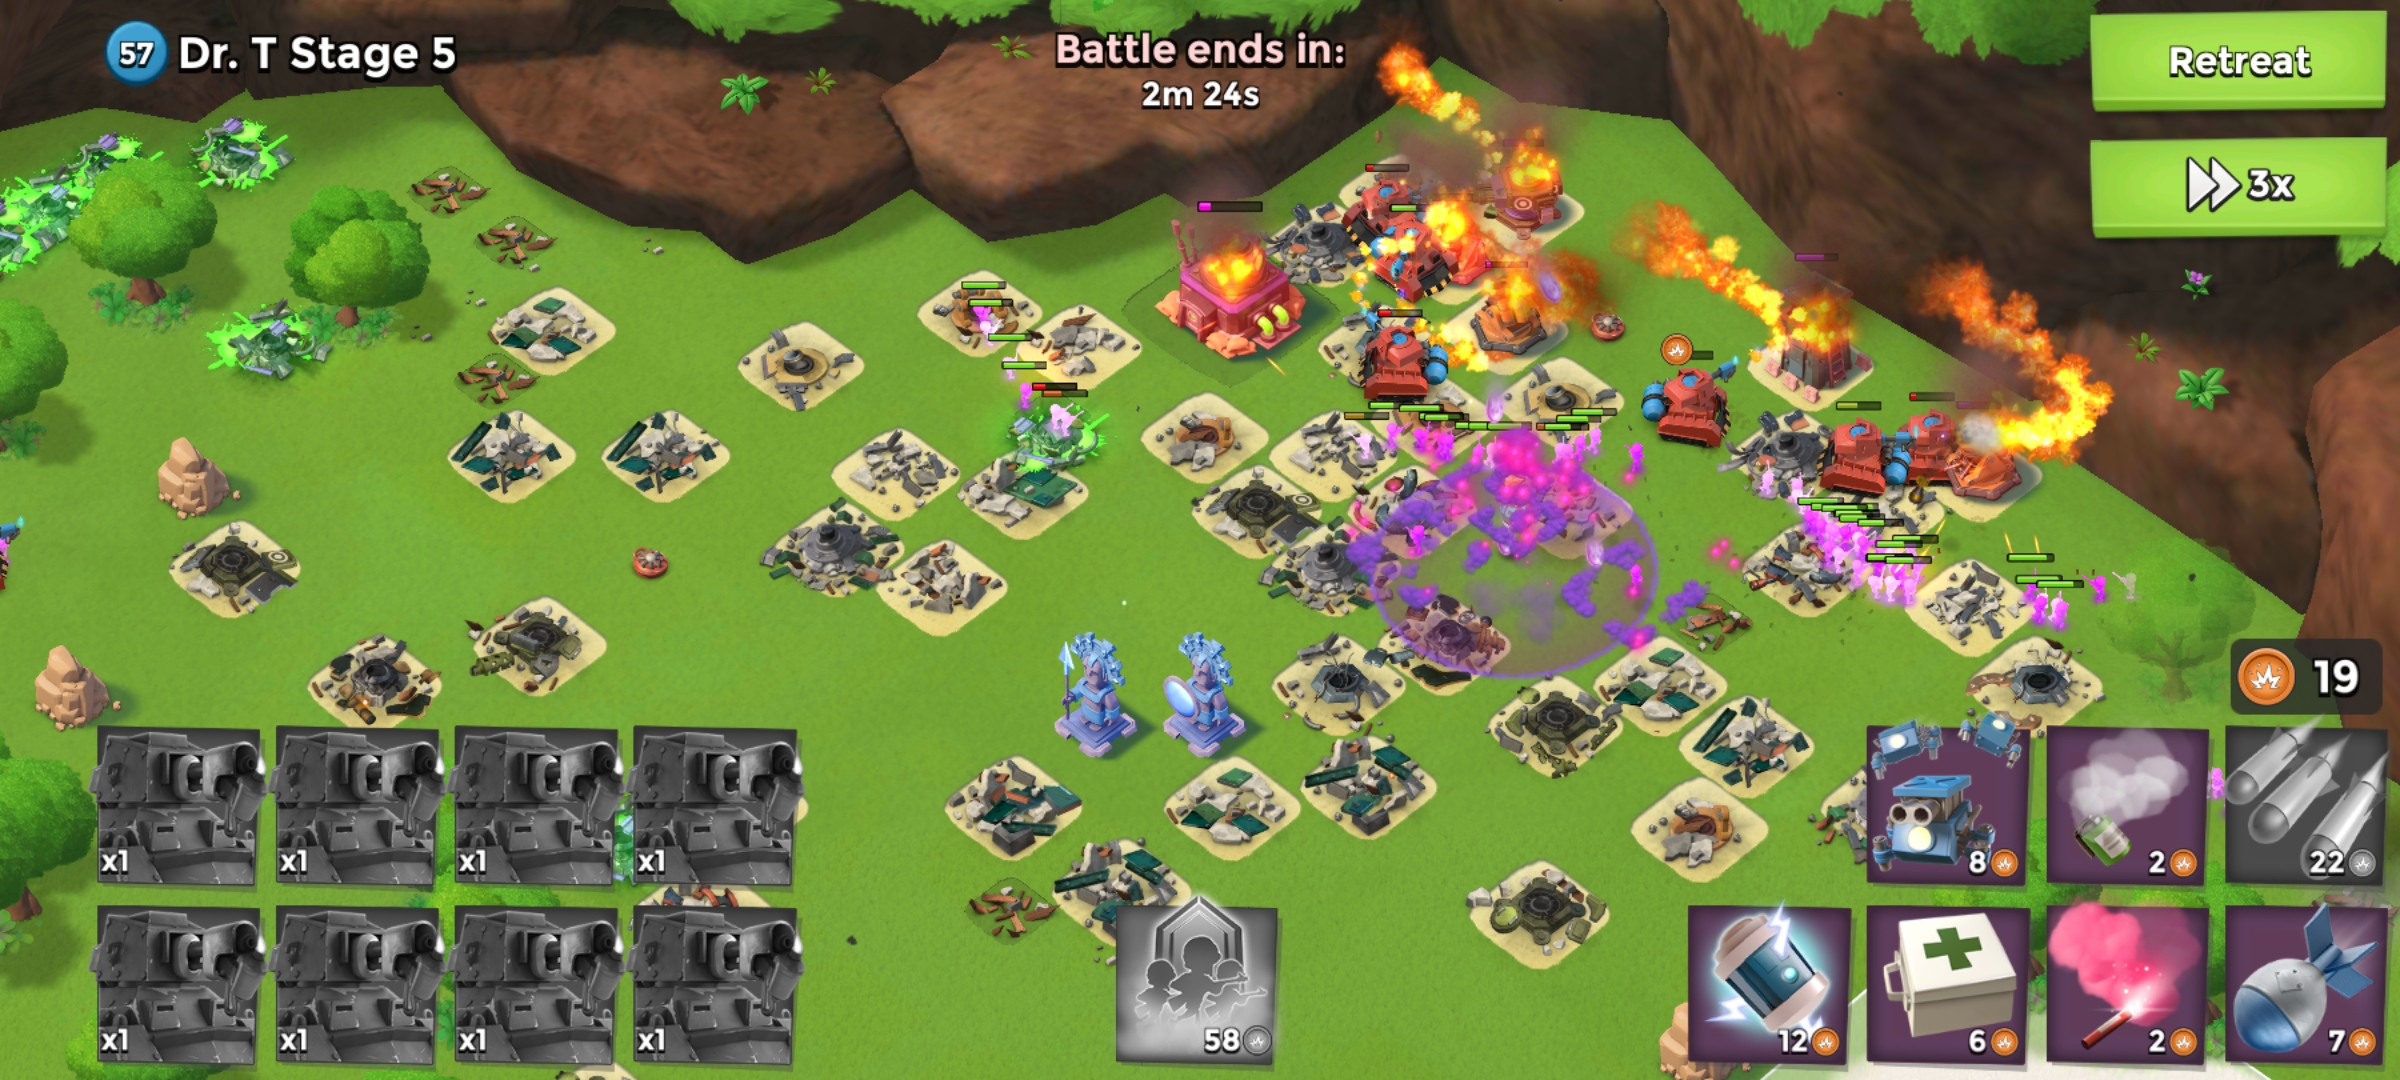 57 Dr. T Stage 5
Battle ends in:
2m 24s
Retreat
3x
19
x1 x1 x1 x1
8 2 22
x1 x1 x1 x1
58
12 6 2 7